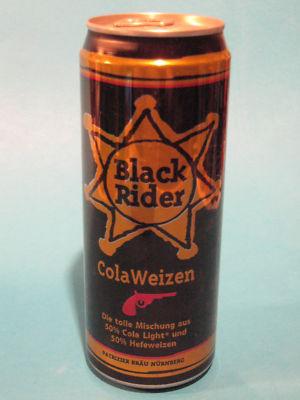 Black
Rider
ColaWeizen
Die tolle Mischung aus
50% Cola Light* und
50% Hefeweizen
PATRIZIER BRÄU NÜRNBERG